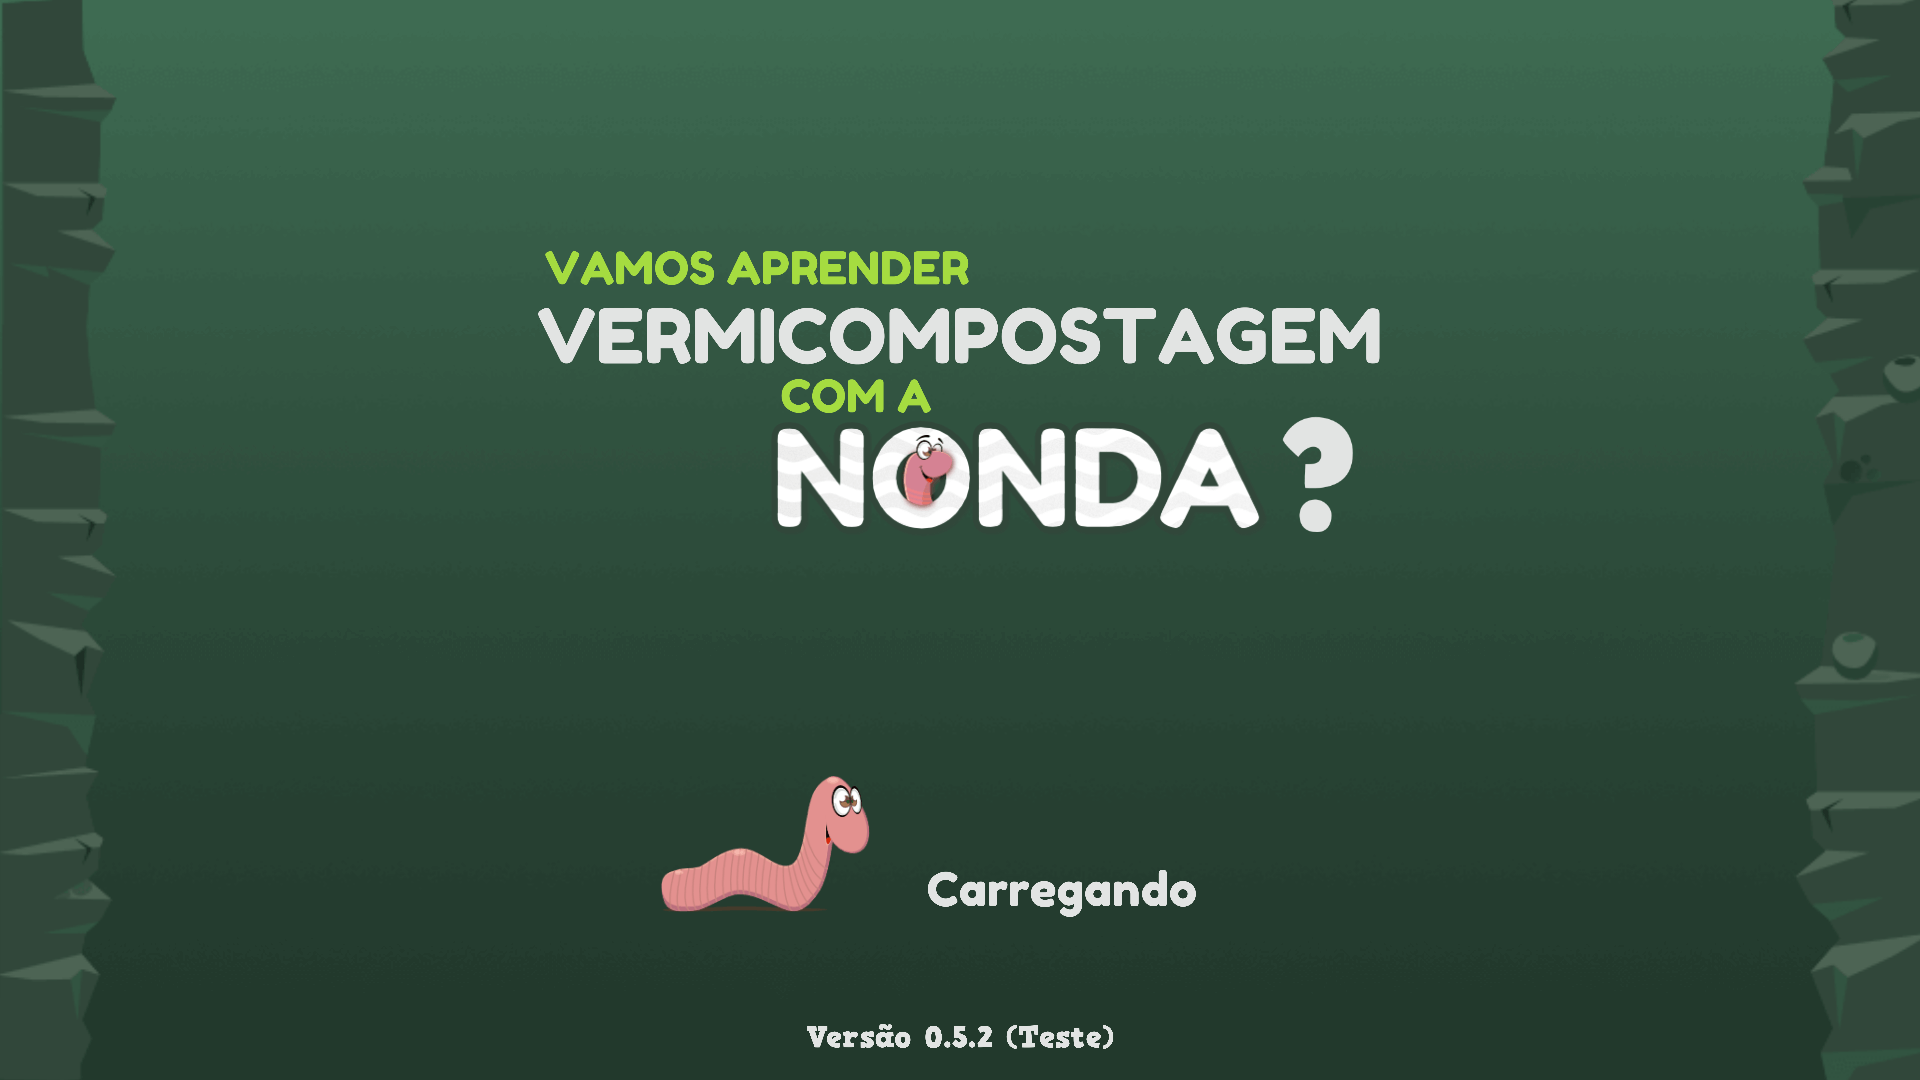 VAMOS APRENDER
VERMICOMPOSTAGEM
COM A
NONDA ?
Carregando
Versão 0.5.2 (Teste)